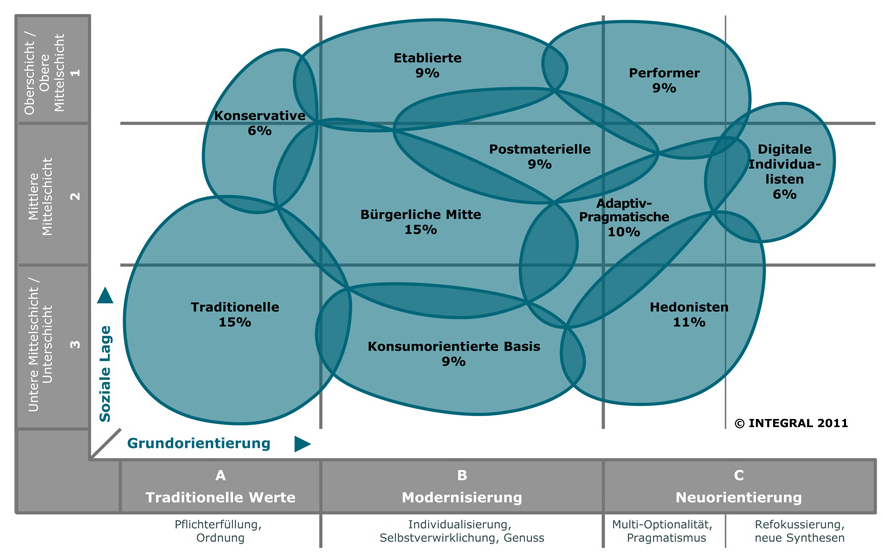 Oberschicht /
Obere
Mittelschicht
1
Mittlere
Mittelschicht
2
Untere Mittelschicht /
Unterschicht
3
Soziale Lage
Etablierte
9%
Performer
9%
Konservative
6%
Postmaterielle
9%
Digitale
Individua-
listen
6%
Bürgerliche Mitte
15%
Adaptiv-
Pragmatische
10%
Traditionelle
15%
Hedonisten
11%
Konsumorientierte Basis
9%
© INTEGRAL 2011
Grundorientierung
A
Traditionelle Werte
B
Modernisierung
C
Neuorientierung
Pflichterfüllung,
Ordnung
Individualisierung,
Selbstverwirklichung, Genuss
Multi-Optionalität,
Pragmatismus
Refokussierung,
neue Synthesen